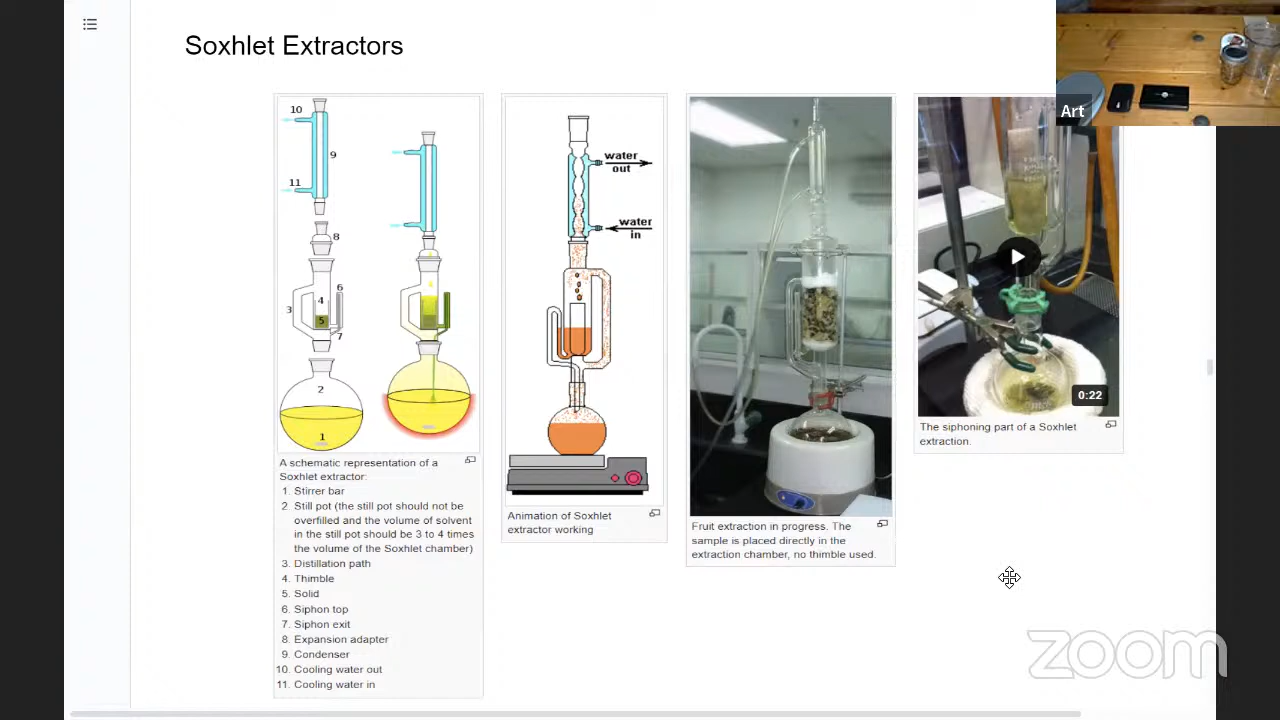 Soxhlet Extractors
Art
10
9
11
8
6
3
4
5
7
2
1
water
out
water
in
0:22
The siphoning part of a Soxhlet
extraction.
A schematic representation of a
Soxhlet extractor:
1. Stirrer bar
2. Still pot (the still pot should not be
overfilled and the volume of solvent
in the still pot should be 3 to 4 times
the volume of the Soxhlet chamber)
3. Distillation path
4. Thimble
5. Solid
6. Siphon top
7. Siphon exit
8. Expansion adapter
9. Condenser
10. Cooling water out
11. Cooling water in
Animation of Soxhlet
extractor working
Fruit extraction in progress. The
sample is placed directly in the
extraction chamber, no thimble used.
zoom